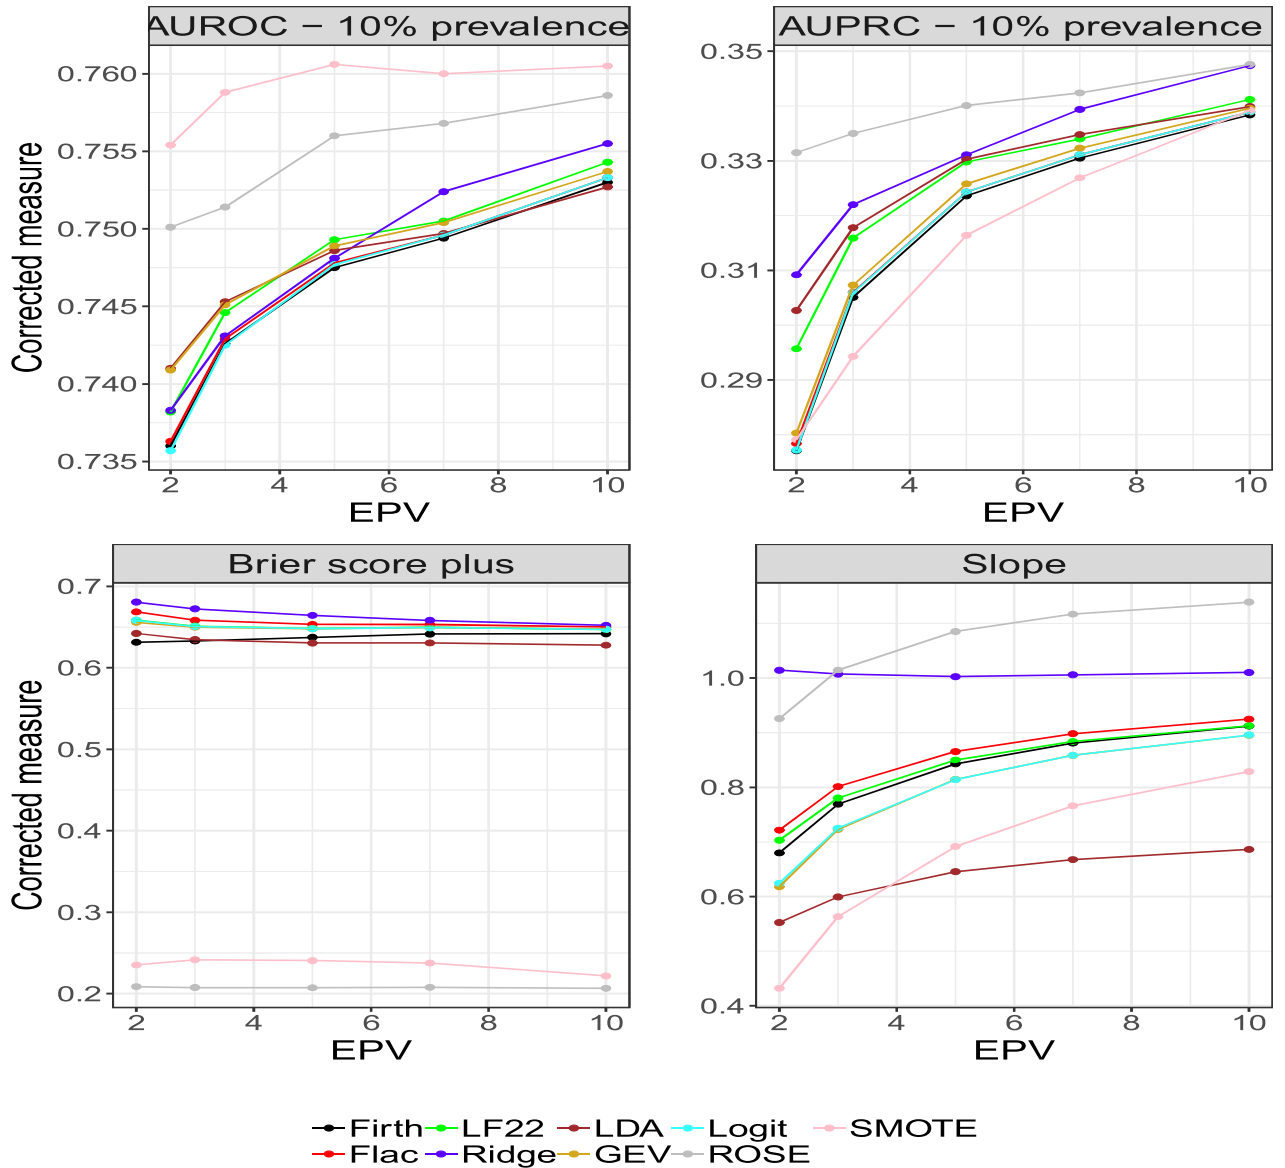 AUROC − 10% prevalence
AUPRC − 10% prevalence
Corrected measure
0.760
0.755
0.750
0.745
0.740
0.735
2 4 6 8 10
EPV
0.35
0.33
0.31
0.29
2 4 6 8 10
EPV
Brier score plus
Slope
Corrected measure
0.7
0.6
0.5
0.4
0.3
0.2
2 4 6 8 10
EPV
1.0
0.8
0.6
0.4
2 4 6 8 10
EPV
Firth LF22 LDA Logit SMOTE
Flac Ridge GEV ROSE